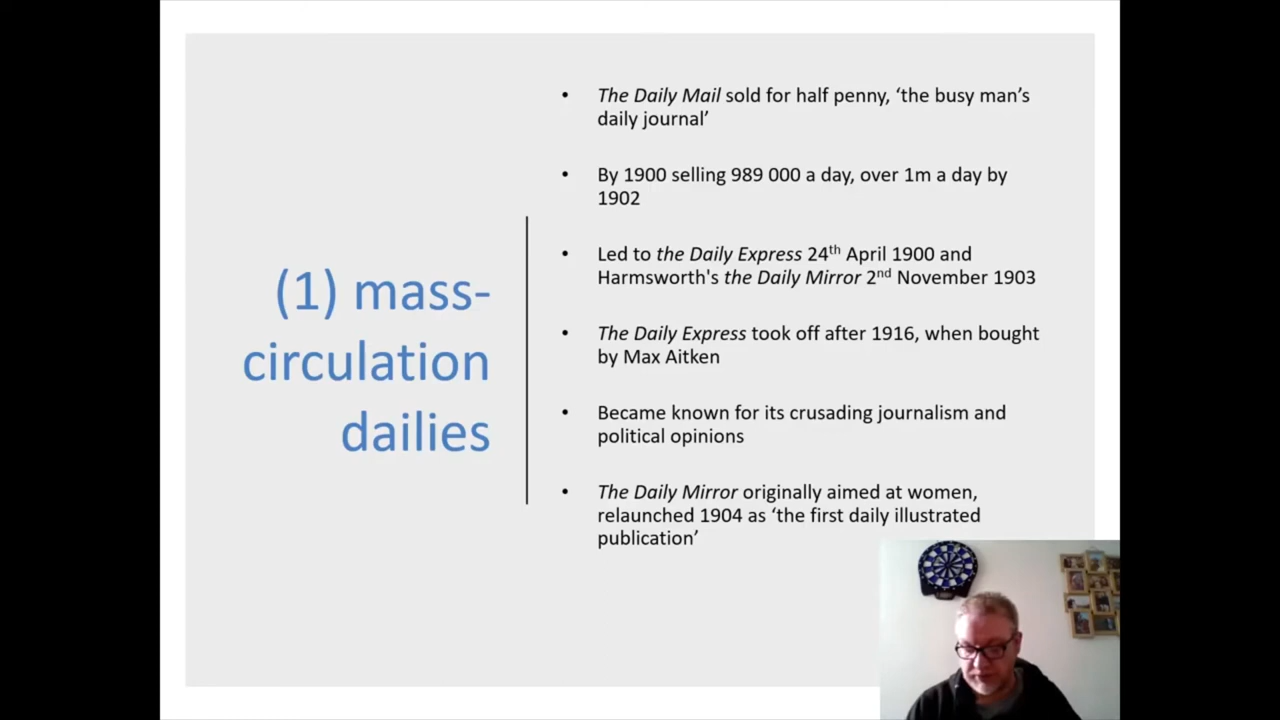 (1) mass-
circulation
dailies
• The Daily Mail sold for half penny, ‘the busy man’s
daily journal’
• By 1900 selling 989 000 a day, over 1m a day by
1902
• Led to the Daily Express 24th April 1900 and
Harmsworth's the Daily Mirror 2nd November 1903
• The Daily Express took off after 1916, when bought
by Max Aitken
• Became known for its crusading journalism and
political opinions
• The Daily Mirror originally aimed at women,
relaunched 1904 as ‘the first daily illustrated
publication’